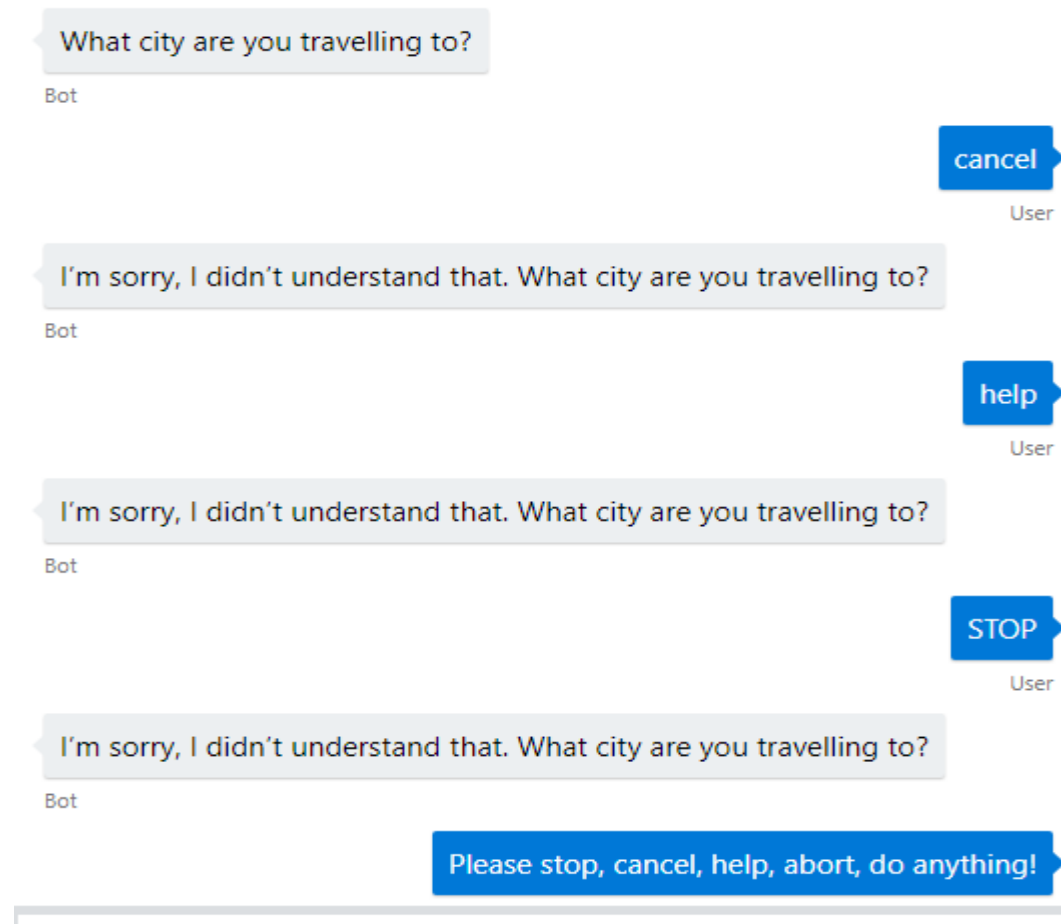 What city are you travelling to?
Bot
cancel
User
I’m sorry, I didn’t understand that. What city are you travelling to?
Bot
help
User
I’m sorry, I didn’t understand that. What city are you travelling to?
Bot
STOP
User
I’m sorry, I didn’t understand that. What city are you travelling to?
Bot
Please stop, cancel, help, abort, do anything!